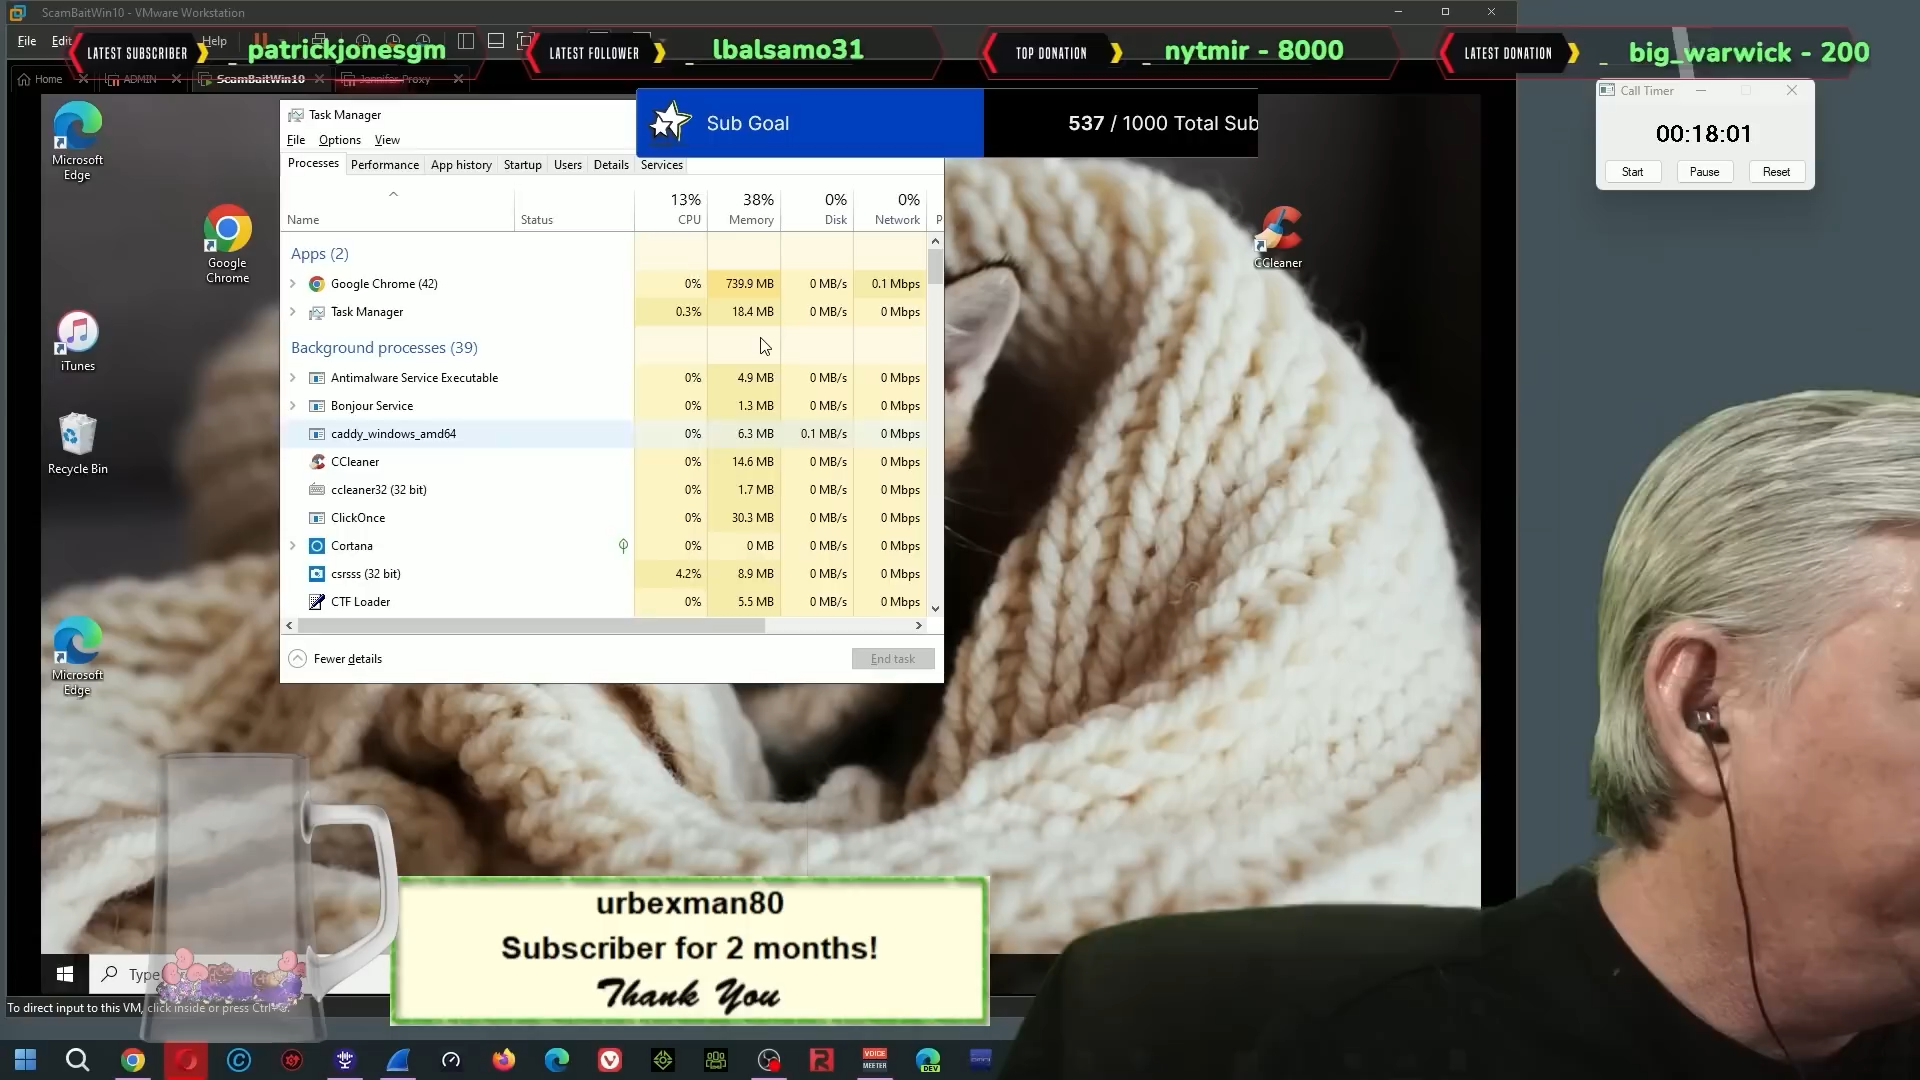 ScamBaitWin10 - VMware Workstation
File Edit Help
LATEST SUBSCRIBER patrickjonesgm
LATEST FOLLOWER lbalsamo31
TOP DONATION nytmir - 8000
LATEST DONATION big_warwick - 200
Home ADMIN ScamBaitWin10 Jennifer Proxy
Call Timer
00:18:01
Start Pause Reset
Sub Goal 537 / 1000 Total Sub
Microsoft Edge
Google Chrome
iTunes
Recycle Bin
Microsoft Edge
CCleaner
Task Manager
File Options View
Processes Performance App history Startup Users Details Services
13% 38% 0% 0%
Name Status CPU Memory Disk Network P
Apps (2)
Google Chrome (42) 0% 739.9 MB 0 MB/s 0.1 Mbps
Task Manager 0.3% 18.4 MB 0 MB/s 0 Mbps
Background processes (39)
Antimalware Service Executable 0% 4.9 MB 0 MB/s 0 Mbps
Bonjour Service 0% 1.3 MB 0 MB/s 0 Mbps
caddy_windows_amd64 0% 6.3 MB 0.1 MB/s 0 Mbps
CCleaner 0% 14.6 MB 0 MB/s 0 Mbps
ccleaner32 (32 bit) 0% 1.7 MB 0 MB/s 0 Mbps
ClickOnce 0% 30.3 MB 0 MB/s 0 Mbps
Cortana 0% 0 MB 0 MB/s 0 Mbps
csrsss (32 bit) 4.2% 8.9 MB 0 MB/s 0 Mbps
CTF Loader 0% 5.5 MB 0 MB/s 0 Mbps
Fewer details End task
urbexman80
Subscriber for 2 months!
Thank You
Type
To direct input to this VM, click inside or press Ctrl+G.
VOICE MEETER
DEV